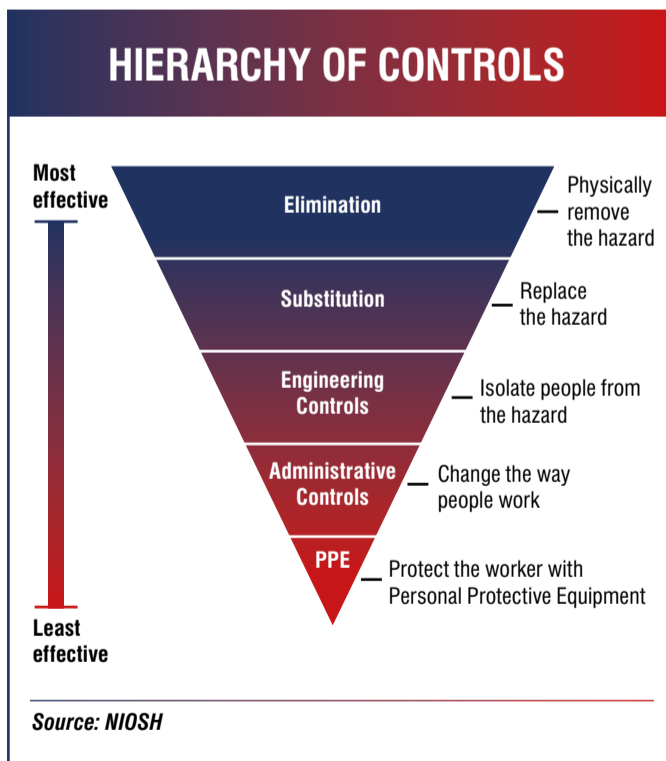 HIERARCHY OF CONTROLS
Most
effective
Elimination
Physically
remove
the hazard
Substitution
Replace
the hazard
Engineering
Controls
Isolate people from
the hazard
Administrative
Controls
Change the way
people work
PPE
Protect the worker with
Personal Protective Equipment
Least
effective
Source: NIOSH